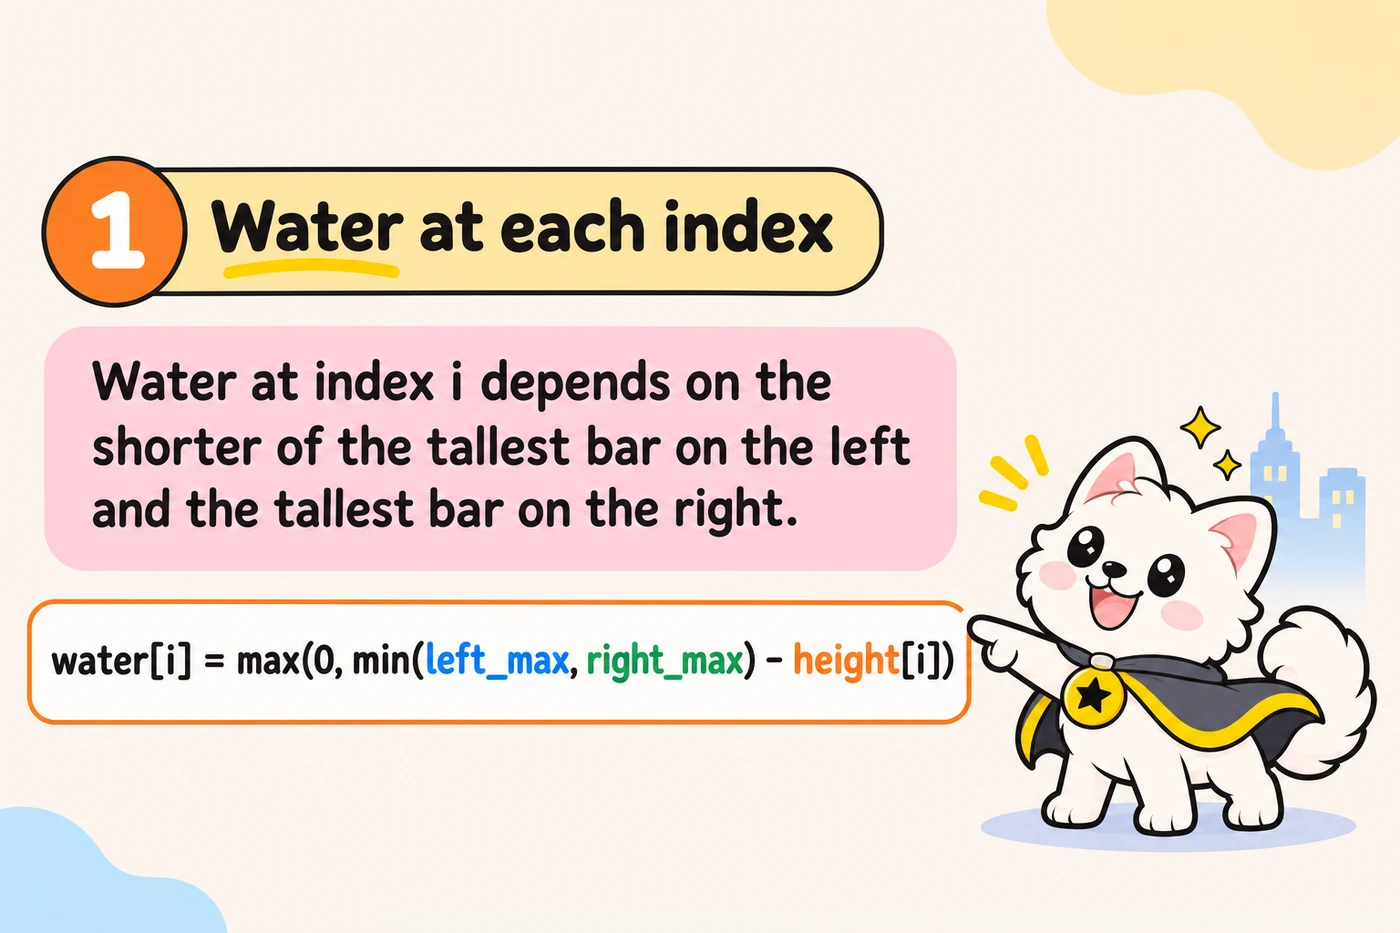 1
Water at each index
Water at index i depends on the
shorter of the tallest bar on the left
and the tallest bar on the right.
water[i] = max(0, min(left_max, right_max) - height[i])